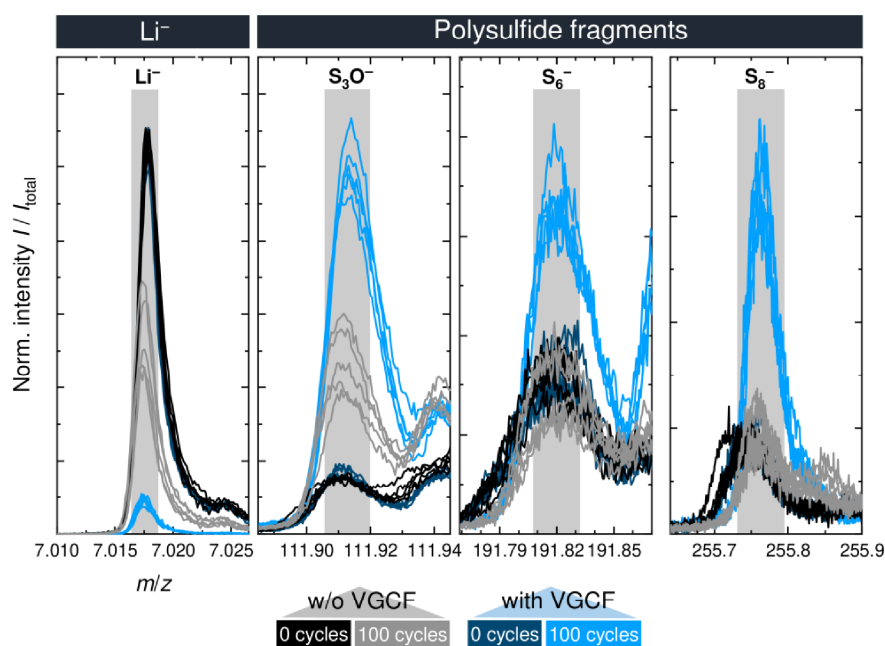 Li⁻ Polysulfide fragments
Li⁻ S₃O⁻ S₆⁻ S₈⁻
Norm. intensity I / I_total
7.010 7.015 7.020 7.025 111.90 111.92 111.94 191.79 191.82 191.85 255.7 255.8 255.9
m/z
w/o VGCF with VGCF
0 cycles 100 cycles 0 cycles 100 cycles